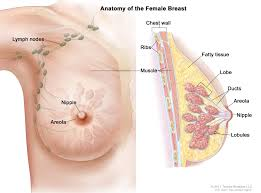 Anatomy of the Female Breast
Chest wall
Lymph nodes
Ribs
Fatty tissue
Lobe
Muscle
Ducts
Areola
Nipple
Nipple
Areola
Lobules